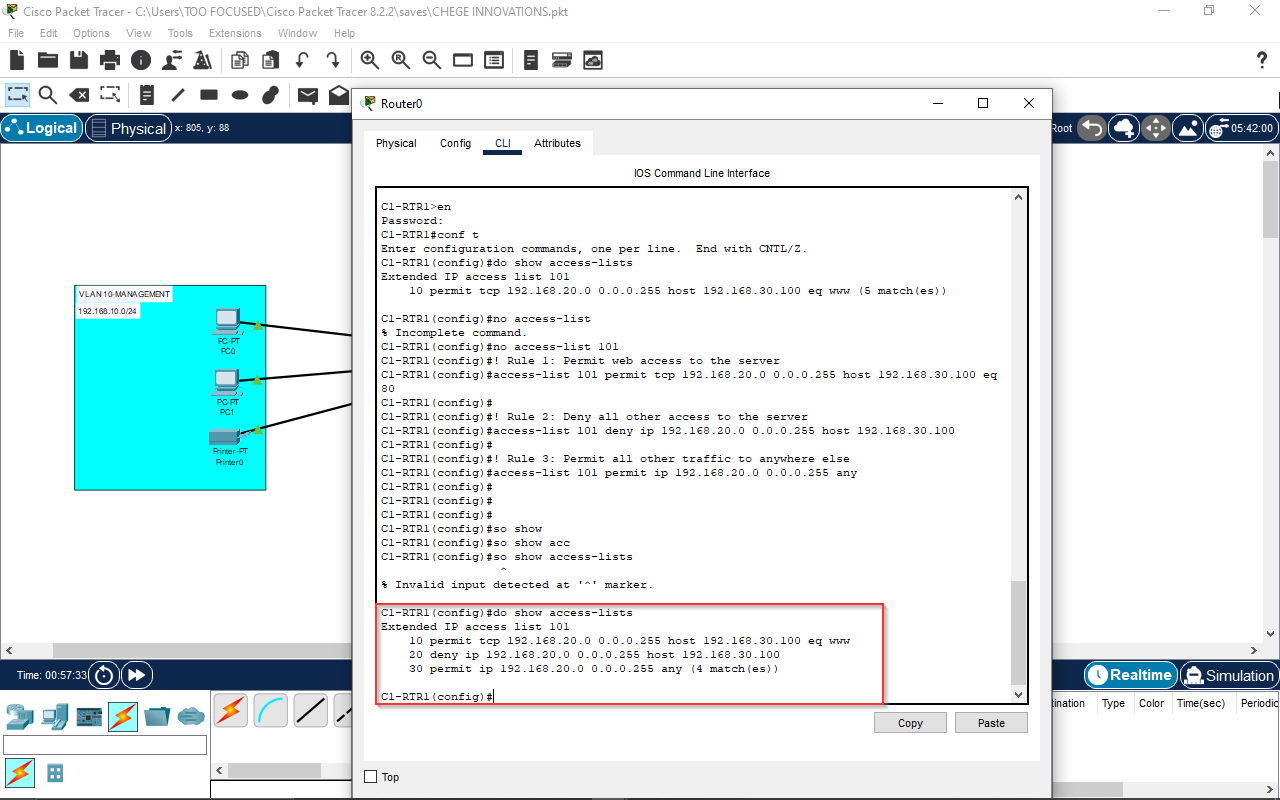 Cisco Packet Tracer - C:\Users\TOO FOCUSED\Cisco Packet Tracer 8.2.2\saves\CHEGE INNOVATIONS.pkt
File Edit Options View Tools Extensions Window Help
Logical Physical x: 805, y: 88
Root 05:42:00
VLAN 10-MANAGEMENT
192.168.10.0/24
PC-PT
PC0
PC-PT
PC1
Printer-PT
Printer0
Router0
Physical Config CLI Attributes
IOS Command Line Interface
C1-RTR1>en
Password:
C1-RTR1#conf t
Enter configuration commands, one per line.  End with CNTL/Z.
C1-RTR1(config)#do show access-lists
Extended IP access list 101
    10 permit tcp 192.168.20.0 0.0.0.255 host 192.168.30.100 eq www (5 match(es))
C1-RTR1(config)#no access-list
% Incomplete command.
C1-RTR1(config)#no access-list 101
C1-RTR1(config)#! Rule 1: Permit web access to the server
C1-RTR1(config)#access-list 101 permit tcp 192.168.20.0 0.0.0.255 host 192.168.30.100 eq
80
C1-RTR1(config)#
C1-RTR1(config)#! Rule 2: Deny all other access to the server
C1-RTR1(config)#access-list 101 deny ip 192.168.20.0 0.0.0.255 host 192.168.30.100
C1-RTR1(config)#
C1-RTR1(config)#! Rule 3: Permit all other traffic to anywhere else
C1-RTR1(config)#access-list 101 permit ip 192.168.20.0 0.0.0.255 any
C1-RTR1(config)#
C1-RTR1(config)#
C1-RTR1(config)#
C1-RTR1(config)#so show
C1-RTR1(config)#so show acc
C1-RTR1(config)#so show access-lists
^
% Invalid input detected at '^' marker.
C1-RTR1(config)#do show access-lists
Extended IP access list 101
    10 permit tcp 192.168.20.0 0.0.0.255 host 192.168.30.100 eq www
    20 deny ip 192.168.20.0 0.0.0.255 host 192.168.30.100
    30 permit ip 192.168.20.0 0.0.0.255 any (4 match(es))
C1-RTR1(config)#
Copy Paste
Top
Time: 00:57:33
Realtime Simulation
tination Type Color Time(sec) Periodic